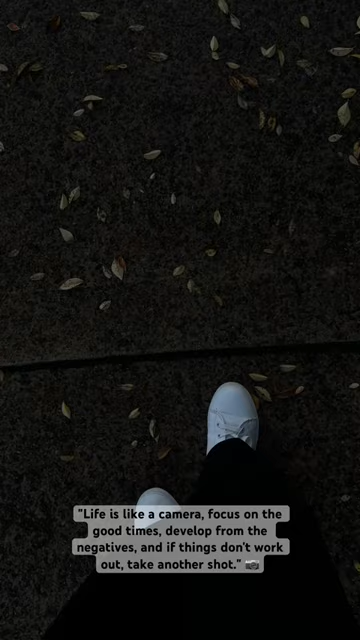 "Life is like a camera, focus on the
good times, develop from the
negatives, and if things don't work
out, take another shot." 📷